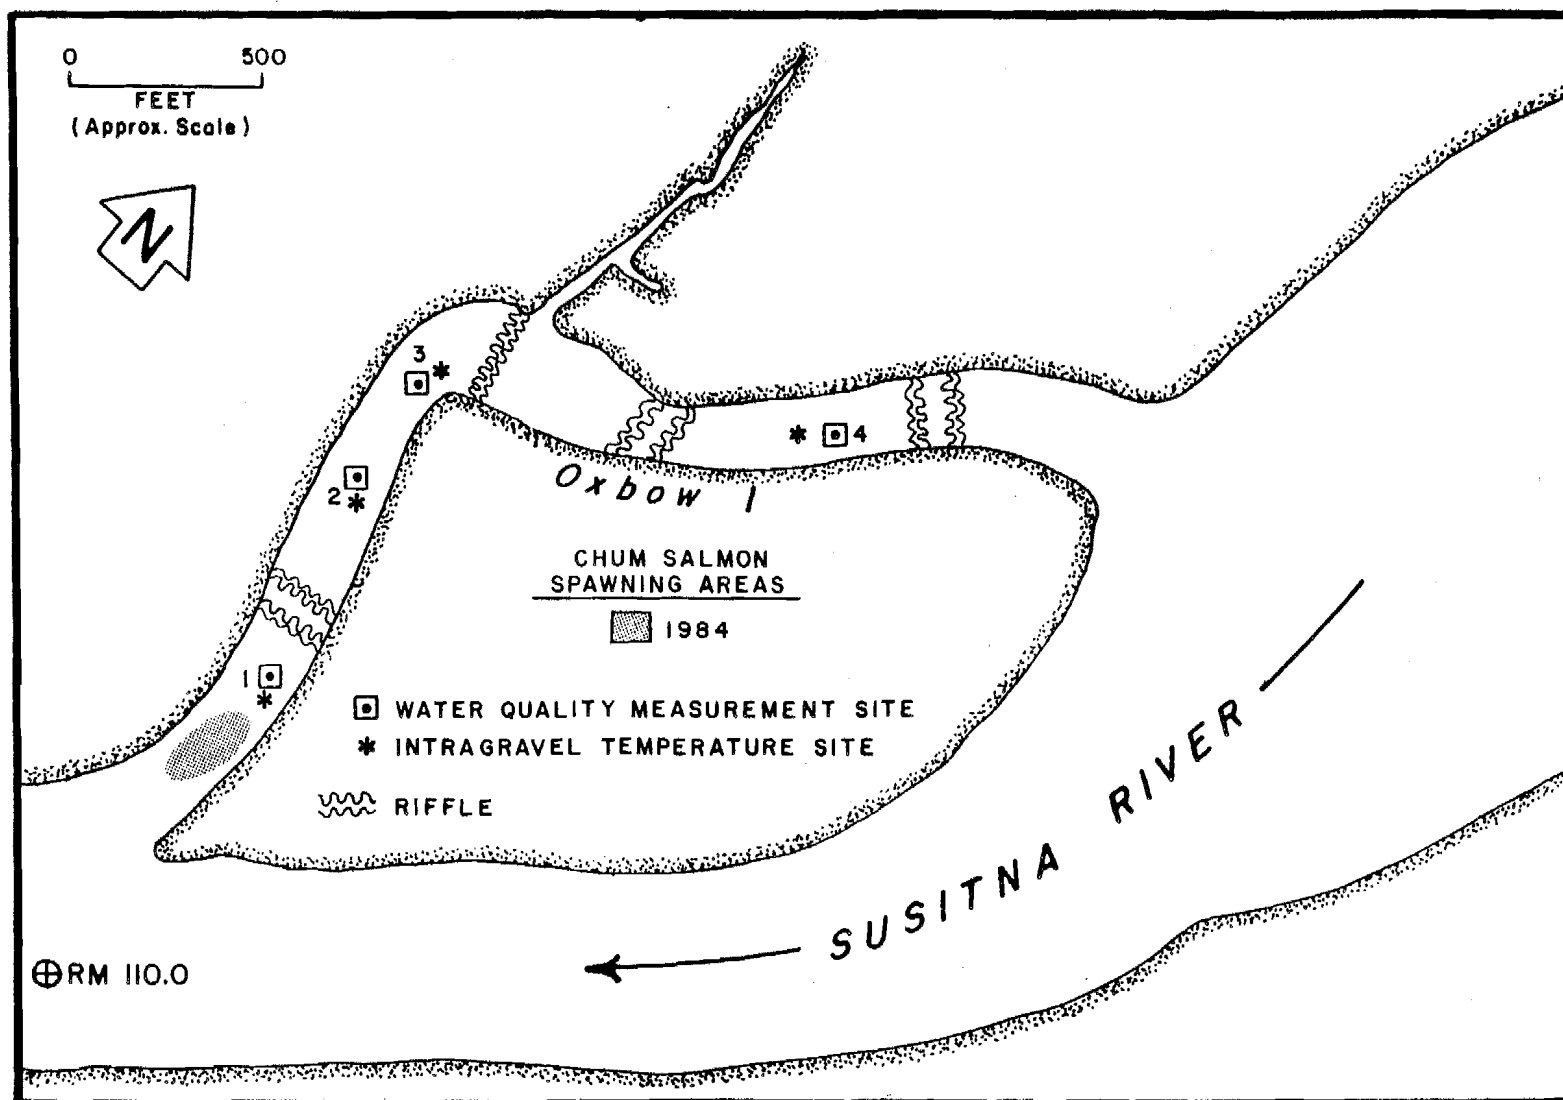 0 500
FEET
(Approx. Scale)
N
3
4
2
Oxbow I
CHUM SALMON
SPAWNING AREAS
1984
1
WATER QUALITY MEASUREMENT SITE
* INTRAGRAVEL TEMPERATURE SITE
RIFFLE
SUSITNA RIVER
RM 110.0